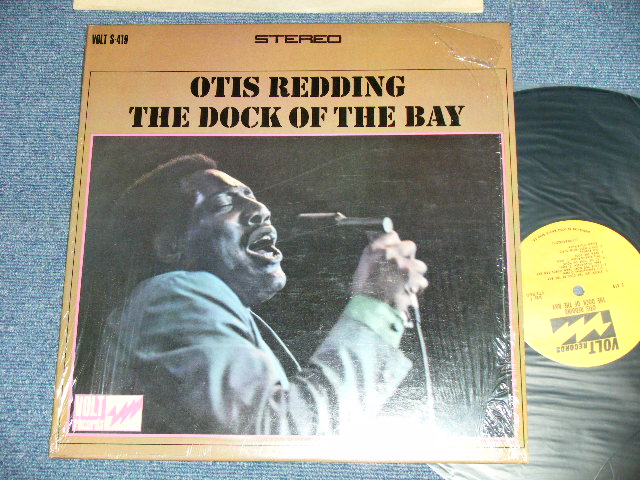 VOLT S-419
STEREO
OTIS REDDING
THE DOCK OF THE BAY
VOLT
RECORDS
VOLT
RECORDS
OTIS REDDING
THE DOCK OF THE BAY